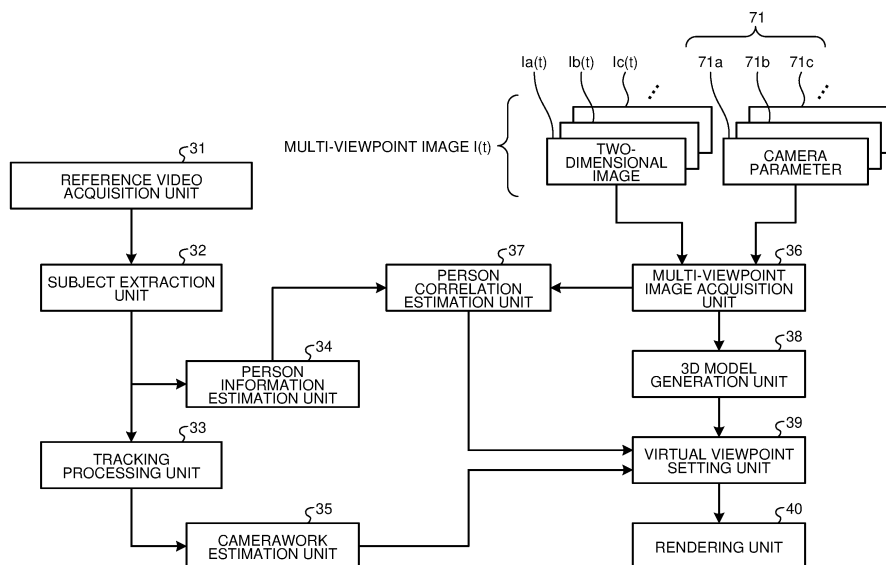 71
Ia(t) Ib(t) Ic(t) 71a 71b 71c
MULTI-VIEWPOINT IMAGE I(t)
TWO-
DIMENSIONAL
IMAGE
CAMERA
PARAMETER
31
REFERENCE VIDEO
ACQUISITION UNIT
32
SUBJECT EXTRACTION
UNIT
37
PERSON
CORRELATION
ESTIMATION UNIT
36
MULTI-VIEWPOINT
IMAGE ACQUISITION
UNIT
34
PERSON
INFORMATION
ESTIMATION UNIT
38
3D MODEL
GENERATION UNIT
33
TRACKING
PROCESSING UNIT
39
VIRTUAL VIEWPOINT
SETTING UNIT
35
CAMERAWORK
ESTIMATION UNIT
40
RENDERING UNIT